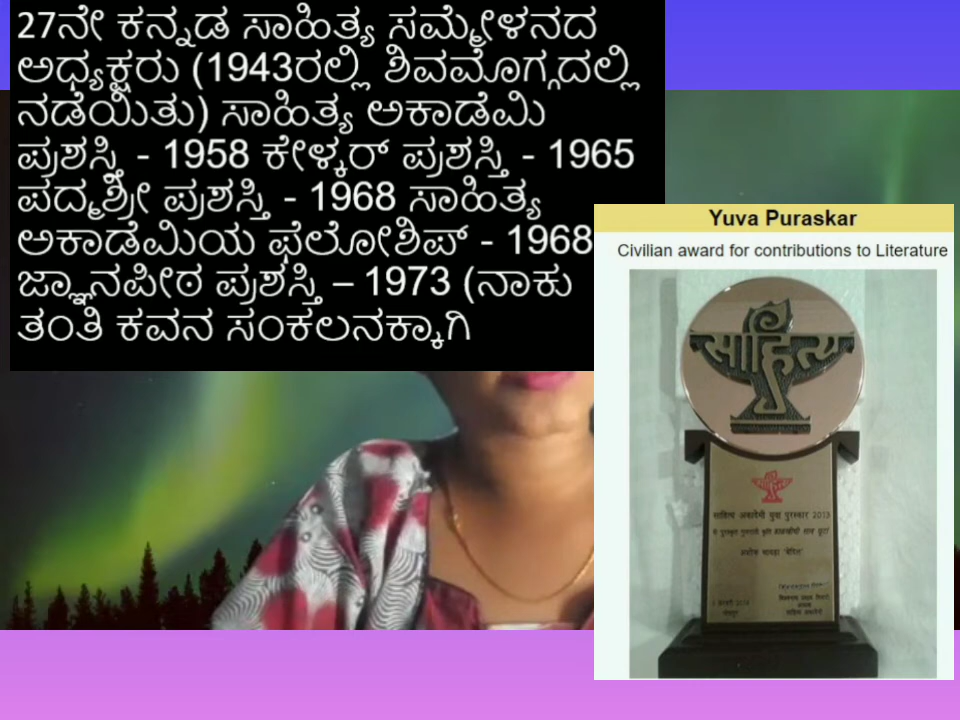 27ನೇ ಕನ್ನಡ ಸಾಹಿತ್ಯ ಸಮ್ಮೇಳನದ
ಅಧ್ಯಕ್ಷರು (1943ರಲ್ಲಿ ಶಿವಮೊಗ್ಗದಲ್ಲಿ
ನಡೆಯಿತು) ಸಾಹಿತ್ಯ ಅಕಾಡೆಮಿ
ಪ್ರಶಸ್ತಿ - 1958 ಕೇಳ್ಕರ್ ಪ್ರಶಸ್ತಿ - 1965
ಪದ್ಮಶ್ರೀ ಪ್ರಶಸ್ತಿ - 1968 ಸಾಹಿತ್ಯ
ಅಕಾಡೆಮಿಯ ಫೆಲೋಶಿಪ್ - 1968
ಜ್ಞಾನಪೀಠ ಪ್ರಶಸ್ತಿ – 1973 (ನಾಕು
ತಂತಿ ಕವನ ಸಂಕಲನಕ್ಕಾಗಿ
Yuva Puraskar
Civilian award for contributions to Literature
साहित्य
साहित्य अकादेमी युवा पुरस्कार 2013